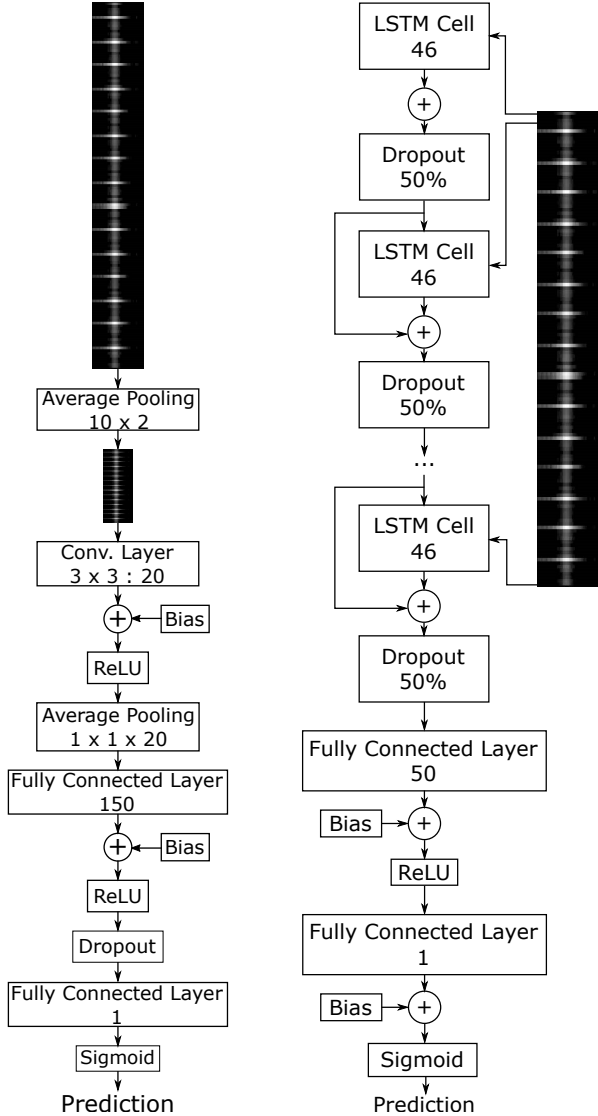 Average Pooling
10 x 2
Conv. Layer
3 x 3 : 20
+
Bias
ReLU
Average Pooling
1 x 1 x 20
Fully Connected Layer
150
+
Bias
ReLU
Dropout
Fully Connected Layer
1
Sigmoid
Prediction
LSTM Cell
46
+
Dropout
50%
LSTM Cell
46
+
Dropout
50%
...
LSTM Cell
46
+
Dropout
50%
Fully Connected Layer
50
Bias
+
ReLU
Fully Connected Layer
1
Bias
+
Sigmoid
Prediction